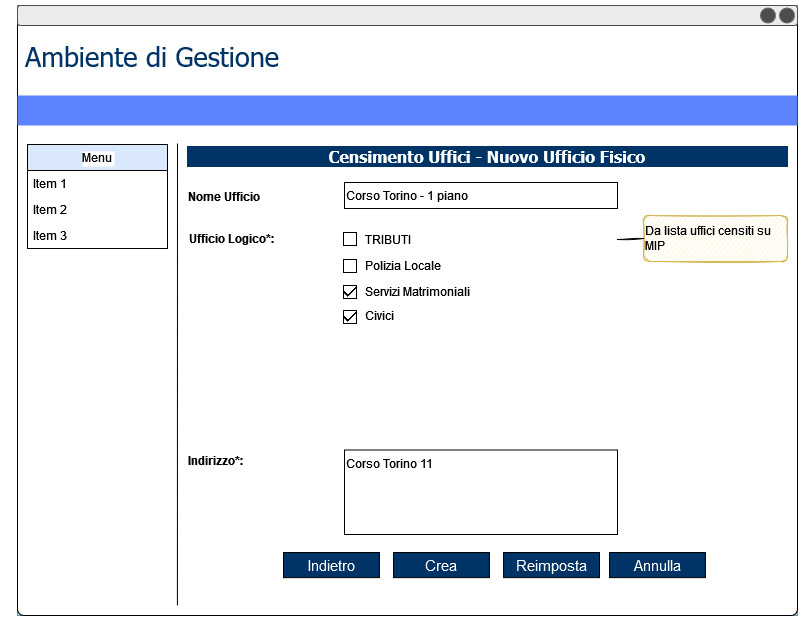 Ambiente di Gestione
Menu
Item 1
Item 2
Item 3
Censimento Uffici - Nuovo Ufficio Fisico
Nome Ufficio
Corso Torino - 1 piano
Ufficio Logico*:
TRIBUTI
Polizia Locale
Servizi Matrimoniali
Civici
Da lista uffici censiti su
MIP
Indirizzo*:
Corso Torino 11
Indietro
Crea
Reimposta
Annulla